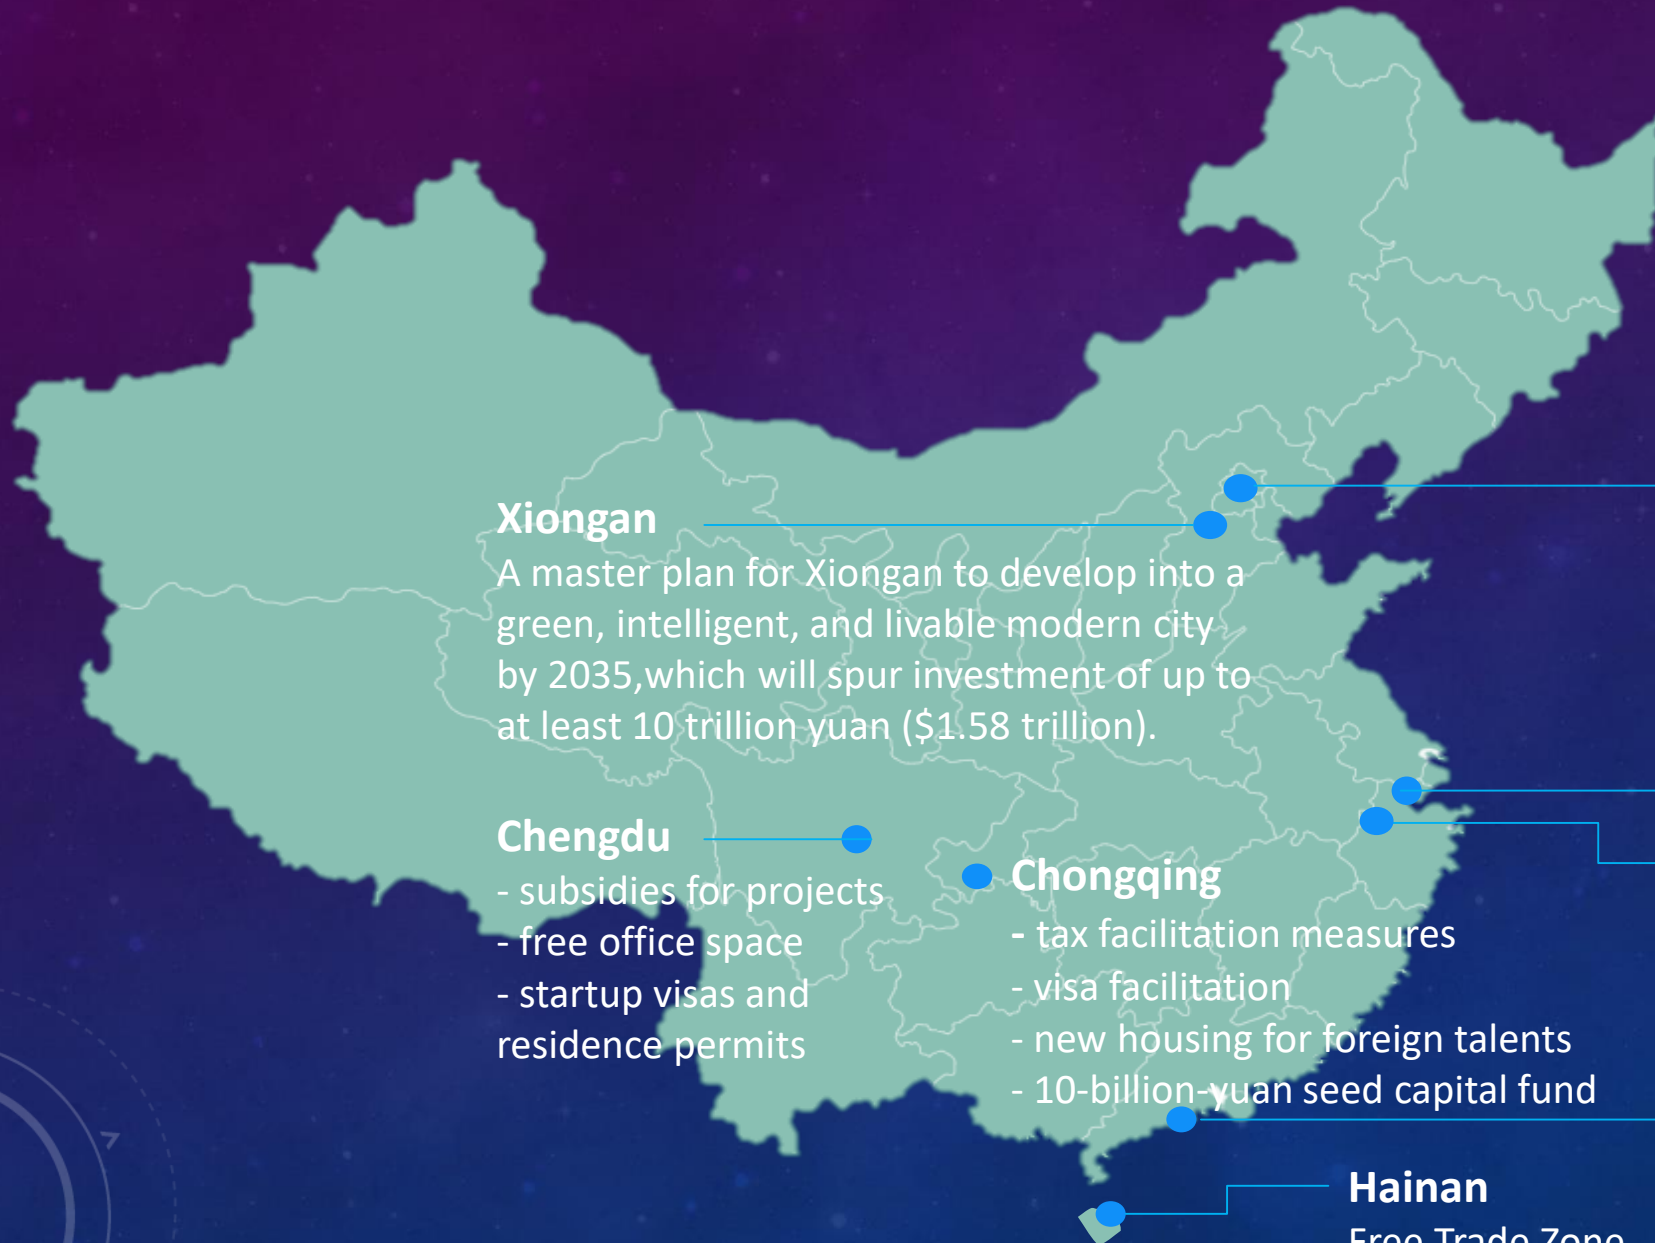 Xiongan
A master plan for Xiongan to develop into a
green, intelligent, and livable modern city
by 2035,which will spur investment of up to
at least 10 trillion yuan ($1.58 trillion).
Chengdu
- subsidies for projects
- free office space
- startup visas and
residence permits
Chongqing
- tax facilitation measures
- visa facilitation
- new housing for foreign talents
- 10-billion-yuan seed capital fund
Hainan
Free Trade Zone